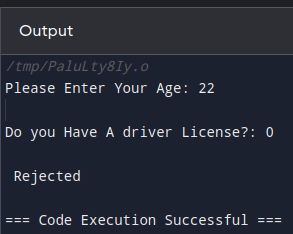 Output
/tmp/PaluLty8Iy.o
Please Enter Your Age: 22
Do you Have A driver License?: 0
Rejected
=== Code Execution Successful ===